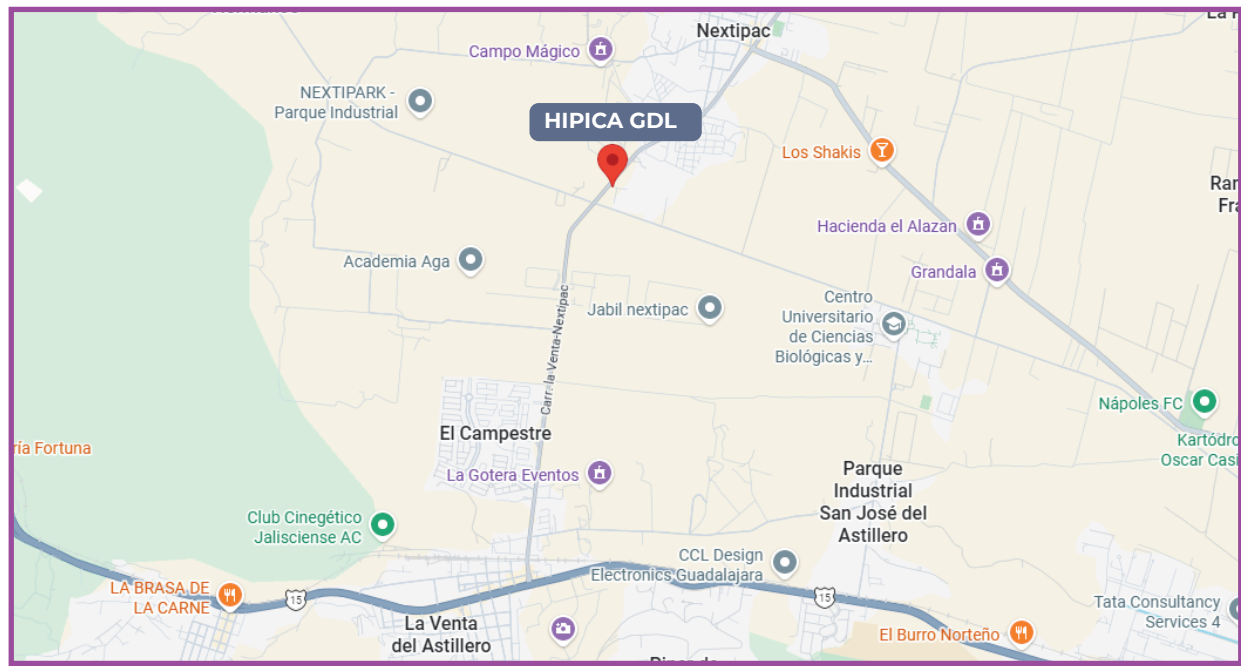 Nextipac
Campo Mágico
NEXTIPARK -
Parque Industrial
HIPICA GDL
Los Shakis
Hacienda el Alazan
Grandala
Academia Aga
Jabil nextipac
Centro
Universitario
de Ciencias
Biológicas y...
Carr. la Venta-Nextipac
Nápoles FC
El Campestre
ría Fortuna
Kartódro
Oscar Casi
La Gotera Eventos
Parque
Industrial
San José del
Astillero
Club Cinegético
Jalisciense AC
CCL Design
Electronics Guadalajara
LA BRASA DE
LA CARNE
15
15
Tata Consultancy
Services 4
La Venta
del Astillero
El Burro Norteño